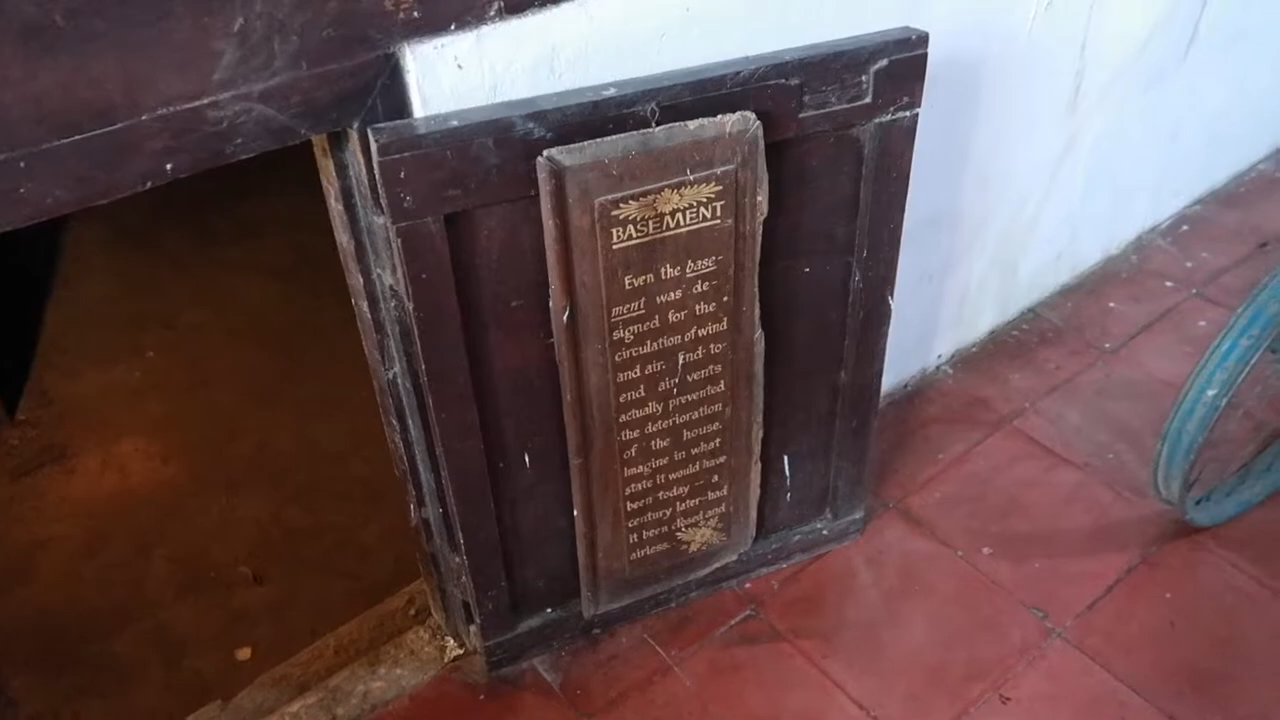 BASEMENT
Even the base-
ment was de-
signed for the
circulation of wind
and air. End-to-
end air vents
actually prevented
the deterioration
of the house.
Imagine in what
state it would have
been today — a
century later—had
it been closed and
airless.